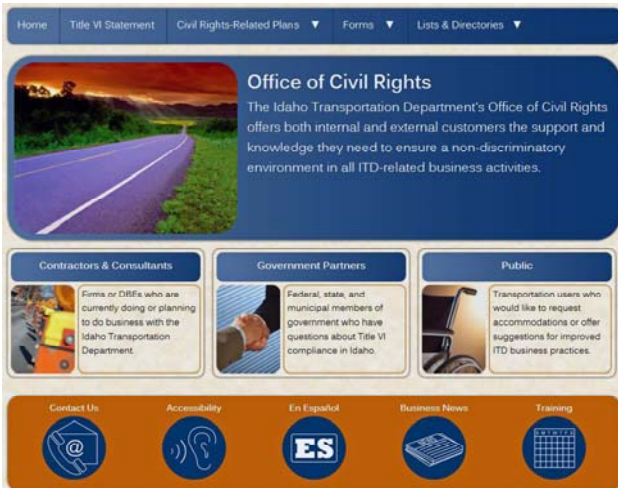 Home Title VI Statement Civil Rights-Related Plans ▼ Forms ▼ Lists & Directories ▼
Office of Civil Rights
The Idaho Transportation Department's Office of Civil Rights
offers both internal and external customers the support and
knowledge they need to ensure a non-discriminatory
environment in all ITD-related business activities.
Contractors & Consultants
Firms or DBEs who are
currently doing or planning
to do business with the
Idaho Transportation
Department.
Government Partners
Federal, state, and
municipal members of
government who have
questions about Title VI
compliance in Idaho.
Public
Transportation users who
would like to request
accommodations or offer
suggestions for improved
ITD business practices.
Contact Us Accessibility En Español Business News Training
@
ES
S M T W T F S